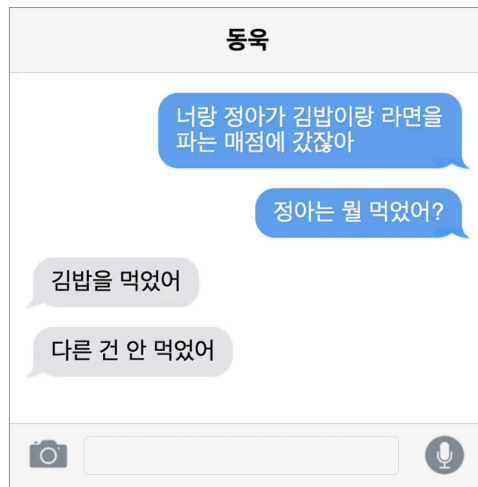 동욱
너랑 정아가 김밥이랑 라면을
파는 매점에 갔잖아
정아는 뭘 먹었어?
김밥을 먹었어
다른 건 안 먹었어